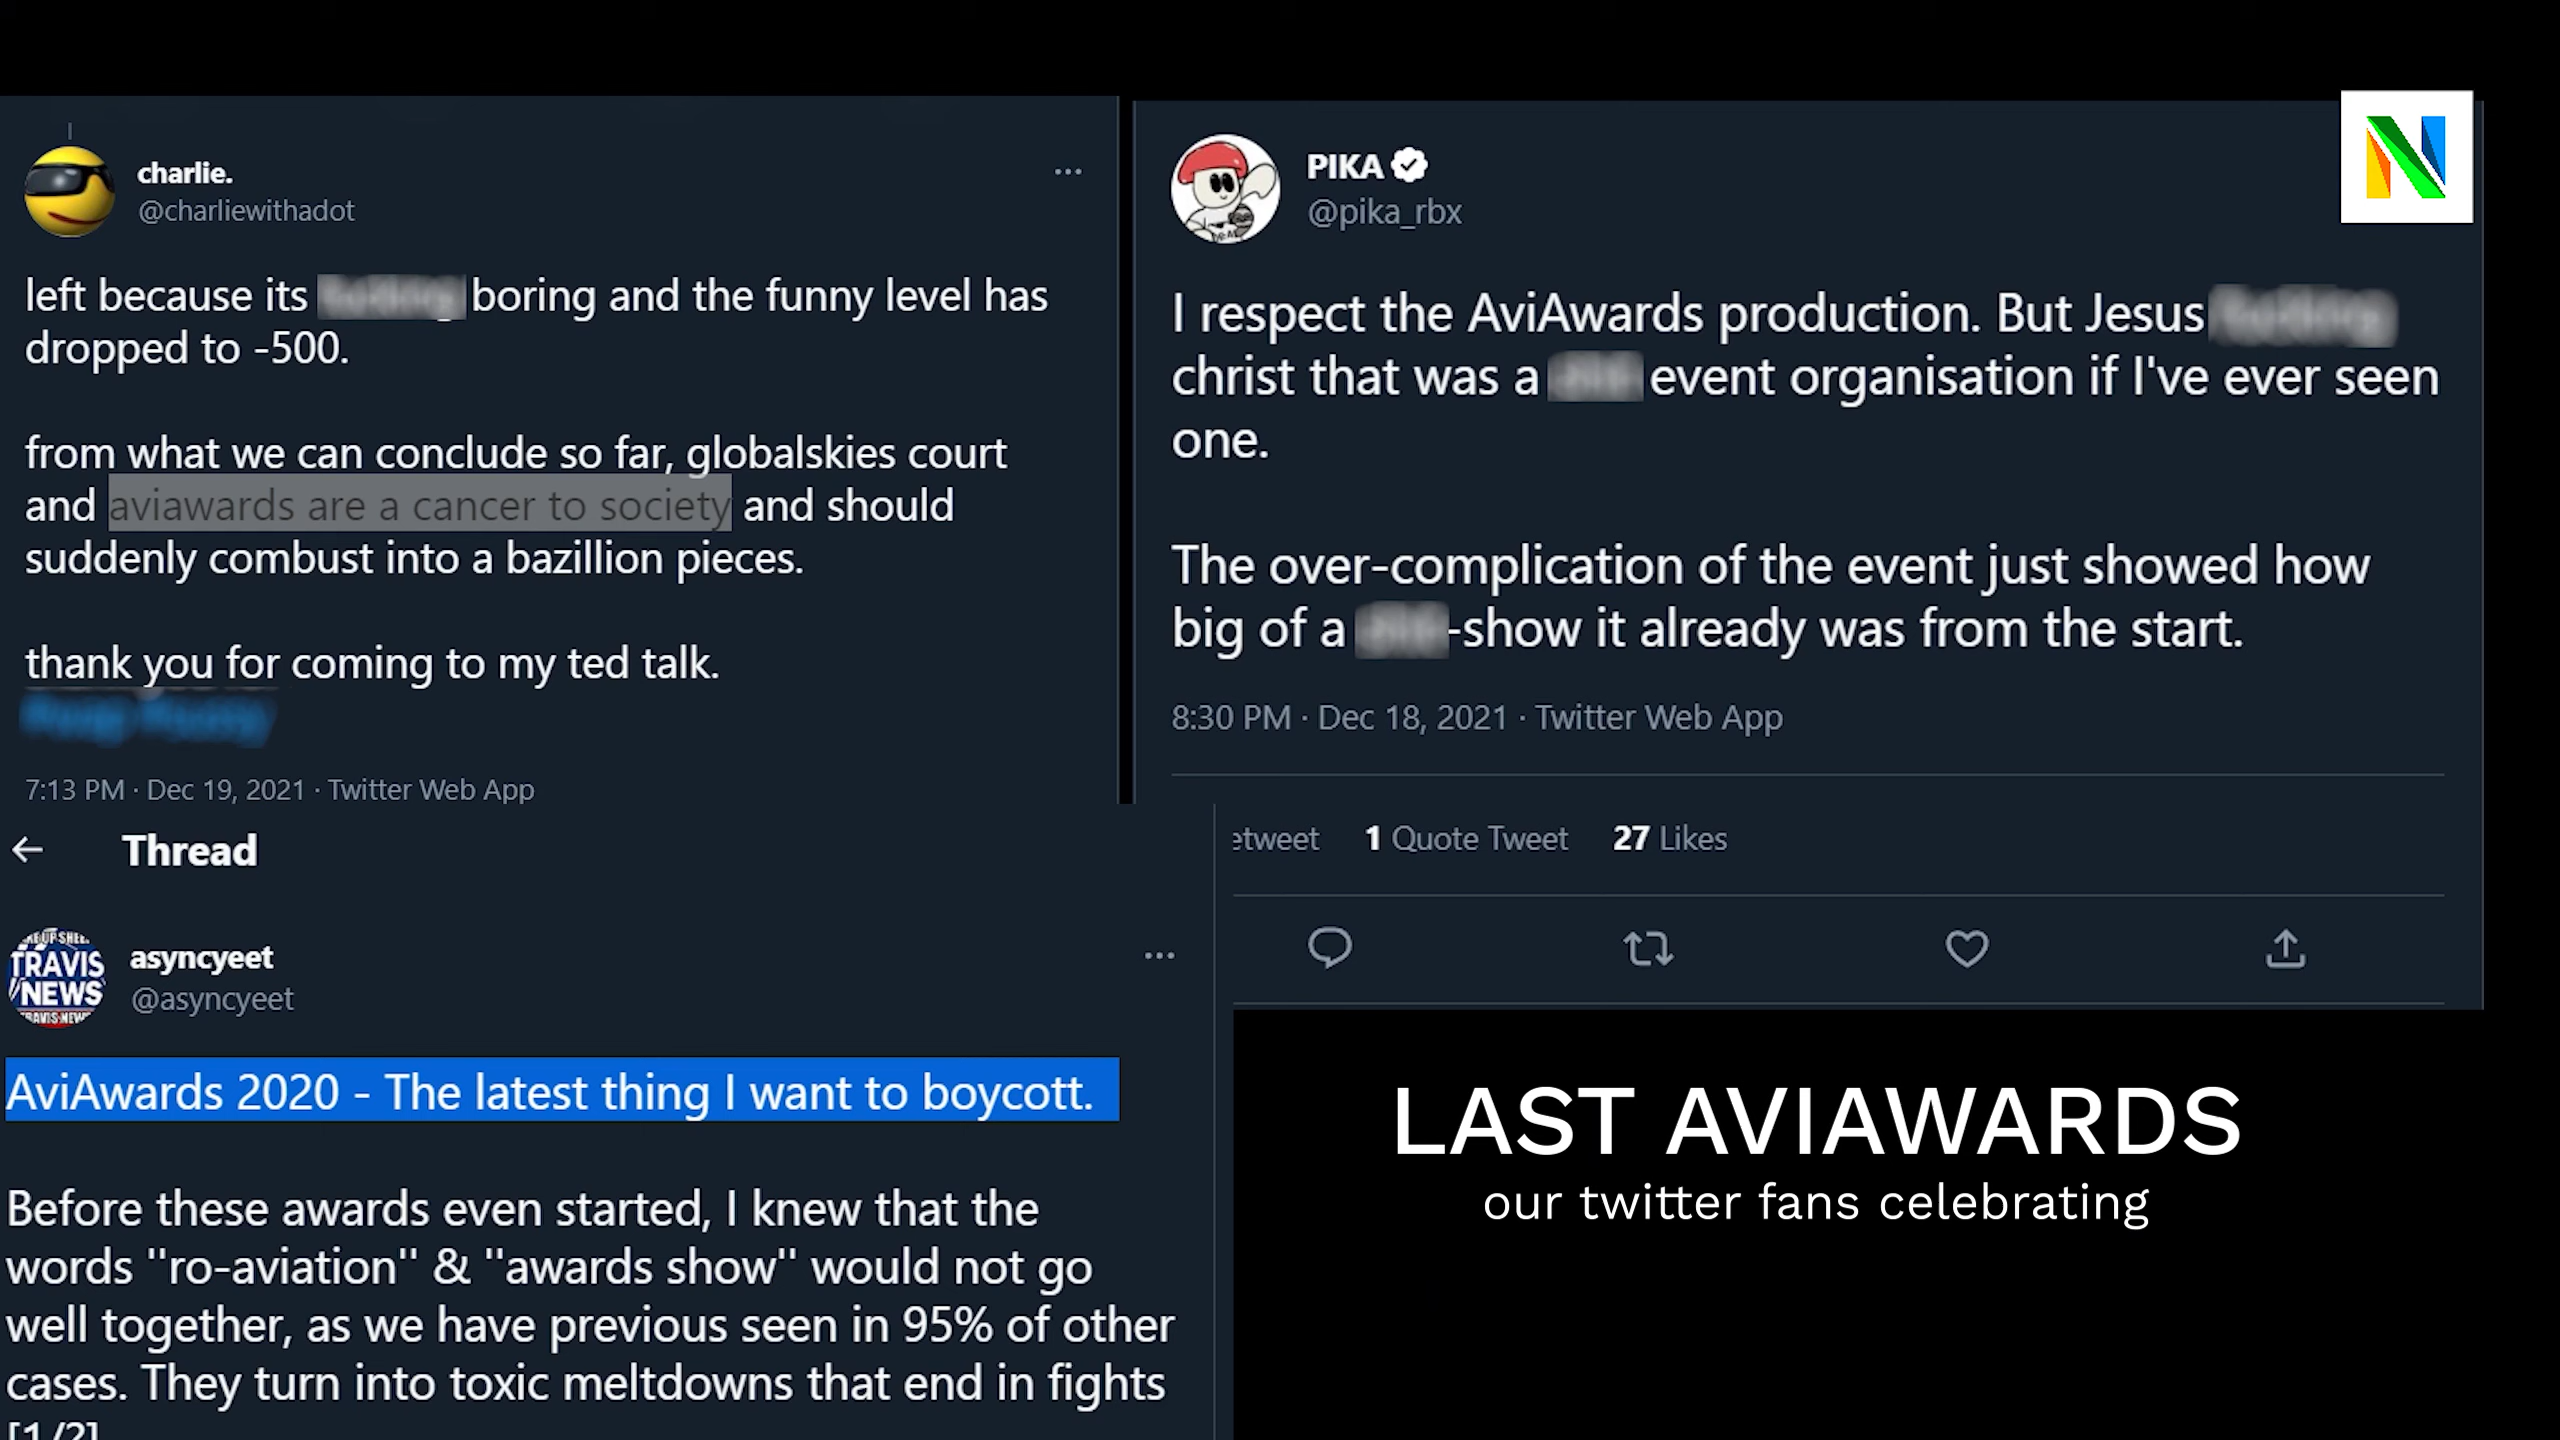 charlie.
@charliewithadot
left because its boring and the funny level has
dropped to -500.
from what we can conclude so far, globalskies court
and aviawards are a cancer to society and should
suddenly combust into a bazillion pieces.
thank you for coming to my ted talk.
7:13 PM · Dec 19, 2021 · Twitter Web App
PIKA
@pika_rbx
N
I respect the AviAwards production. But Jesus
christ that was a event organisation if I've ever seen
one.
The over-complication of the event just showed how
big of a -show it already was from the start.
8:30 PM · Dec 18, 2021 · Twitter Web App
etweet 1 Quote Tweet 27 Likes
Thread
TRAVIS
NEWS
asyncyeet
@asyncyeet
AviAwards 2020 - The latest thing I want to boycott.
Before these awards even started, I knew that the
words "ro-aviation" & "awards show" would not go
well together, as we have previous seen in 95% of other
cases. They turn into toxic meltdowns that end in fights
[1/2]
LAST AVIAWARDS
our twitter fans celebrating